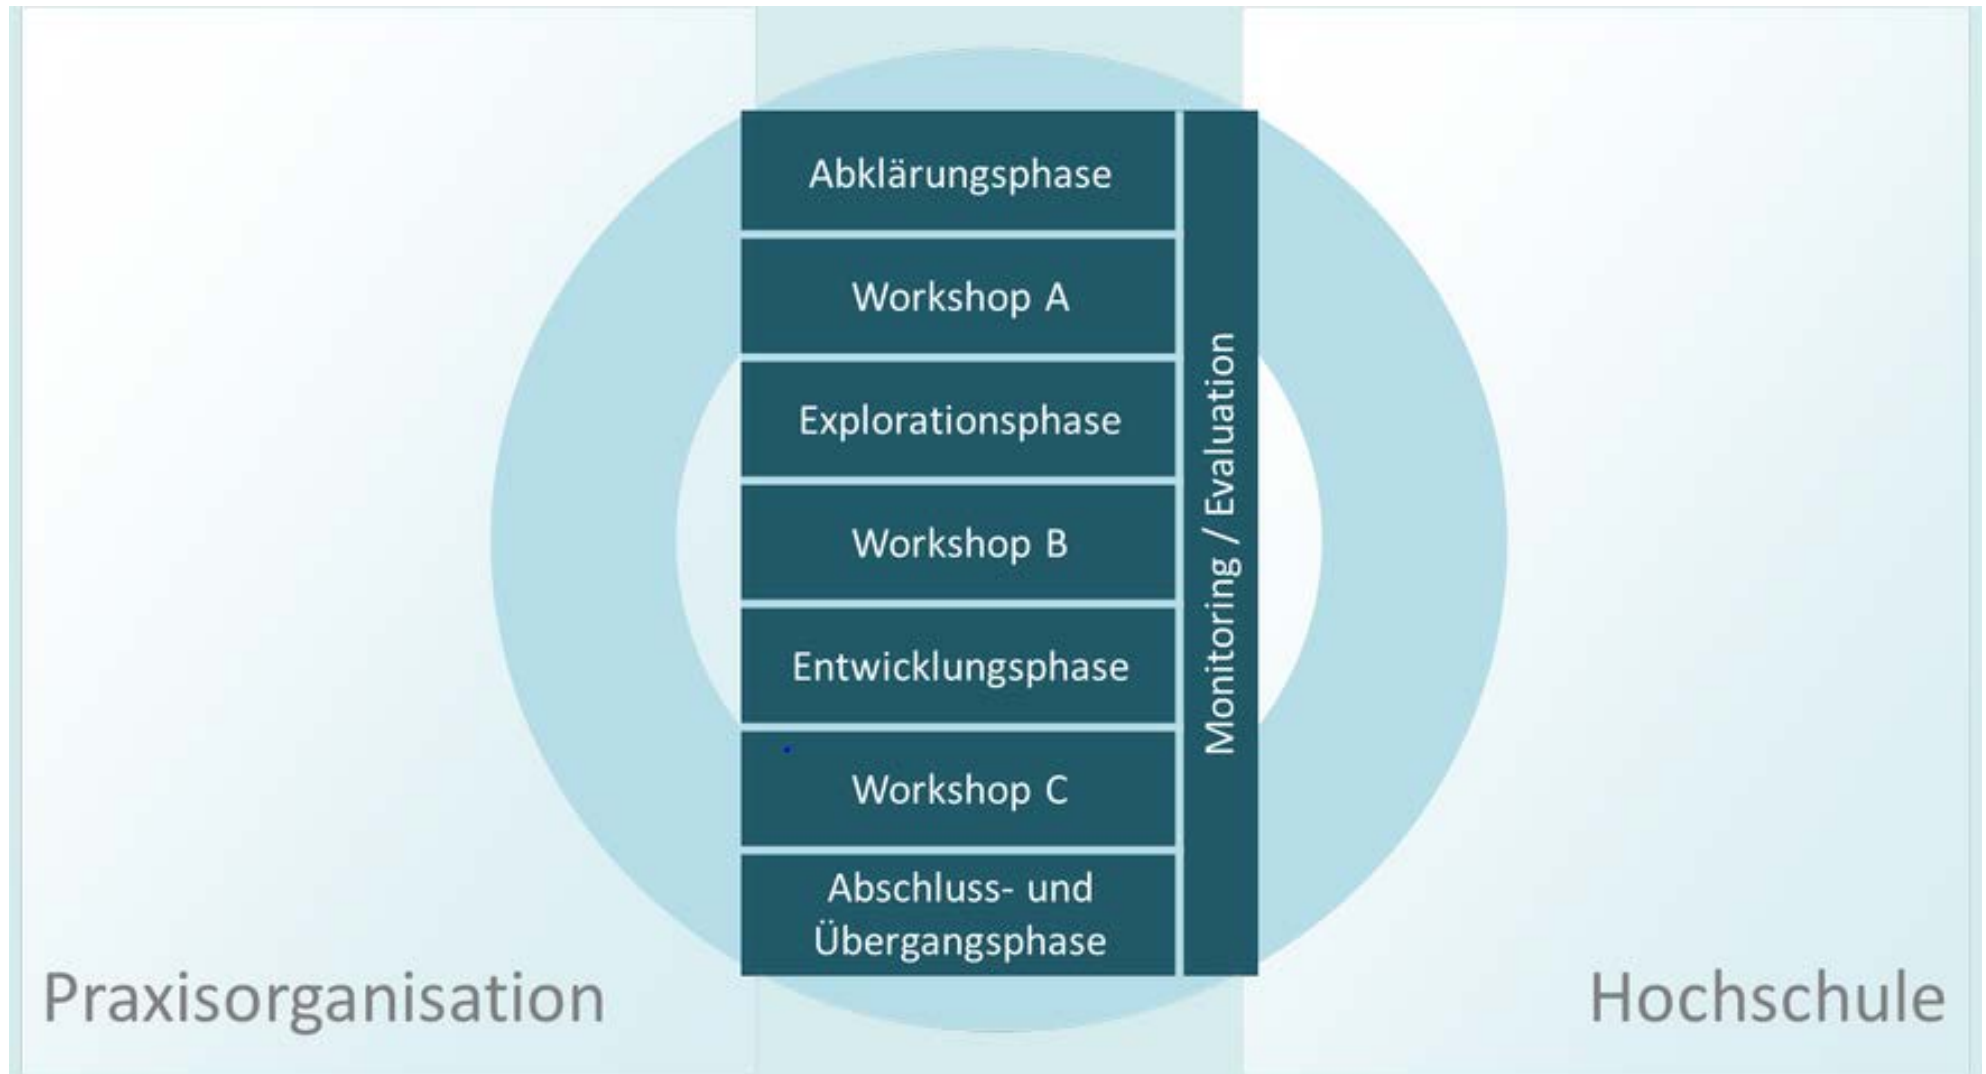 Abklärungsphase
Workshop A
Explorationsphase
Workshop B
Entwicklungsphase
Workshop C
Abschluss- und
Übergangsphase
Monitoring / Evaluation
Praxisorganisation
Hochschule